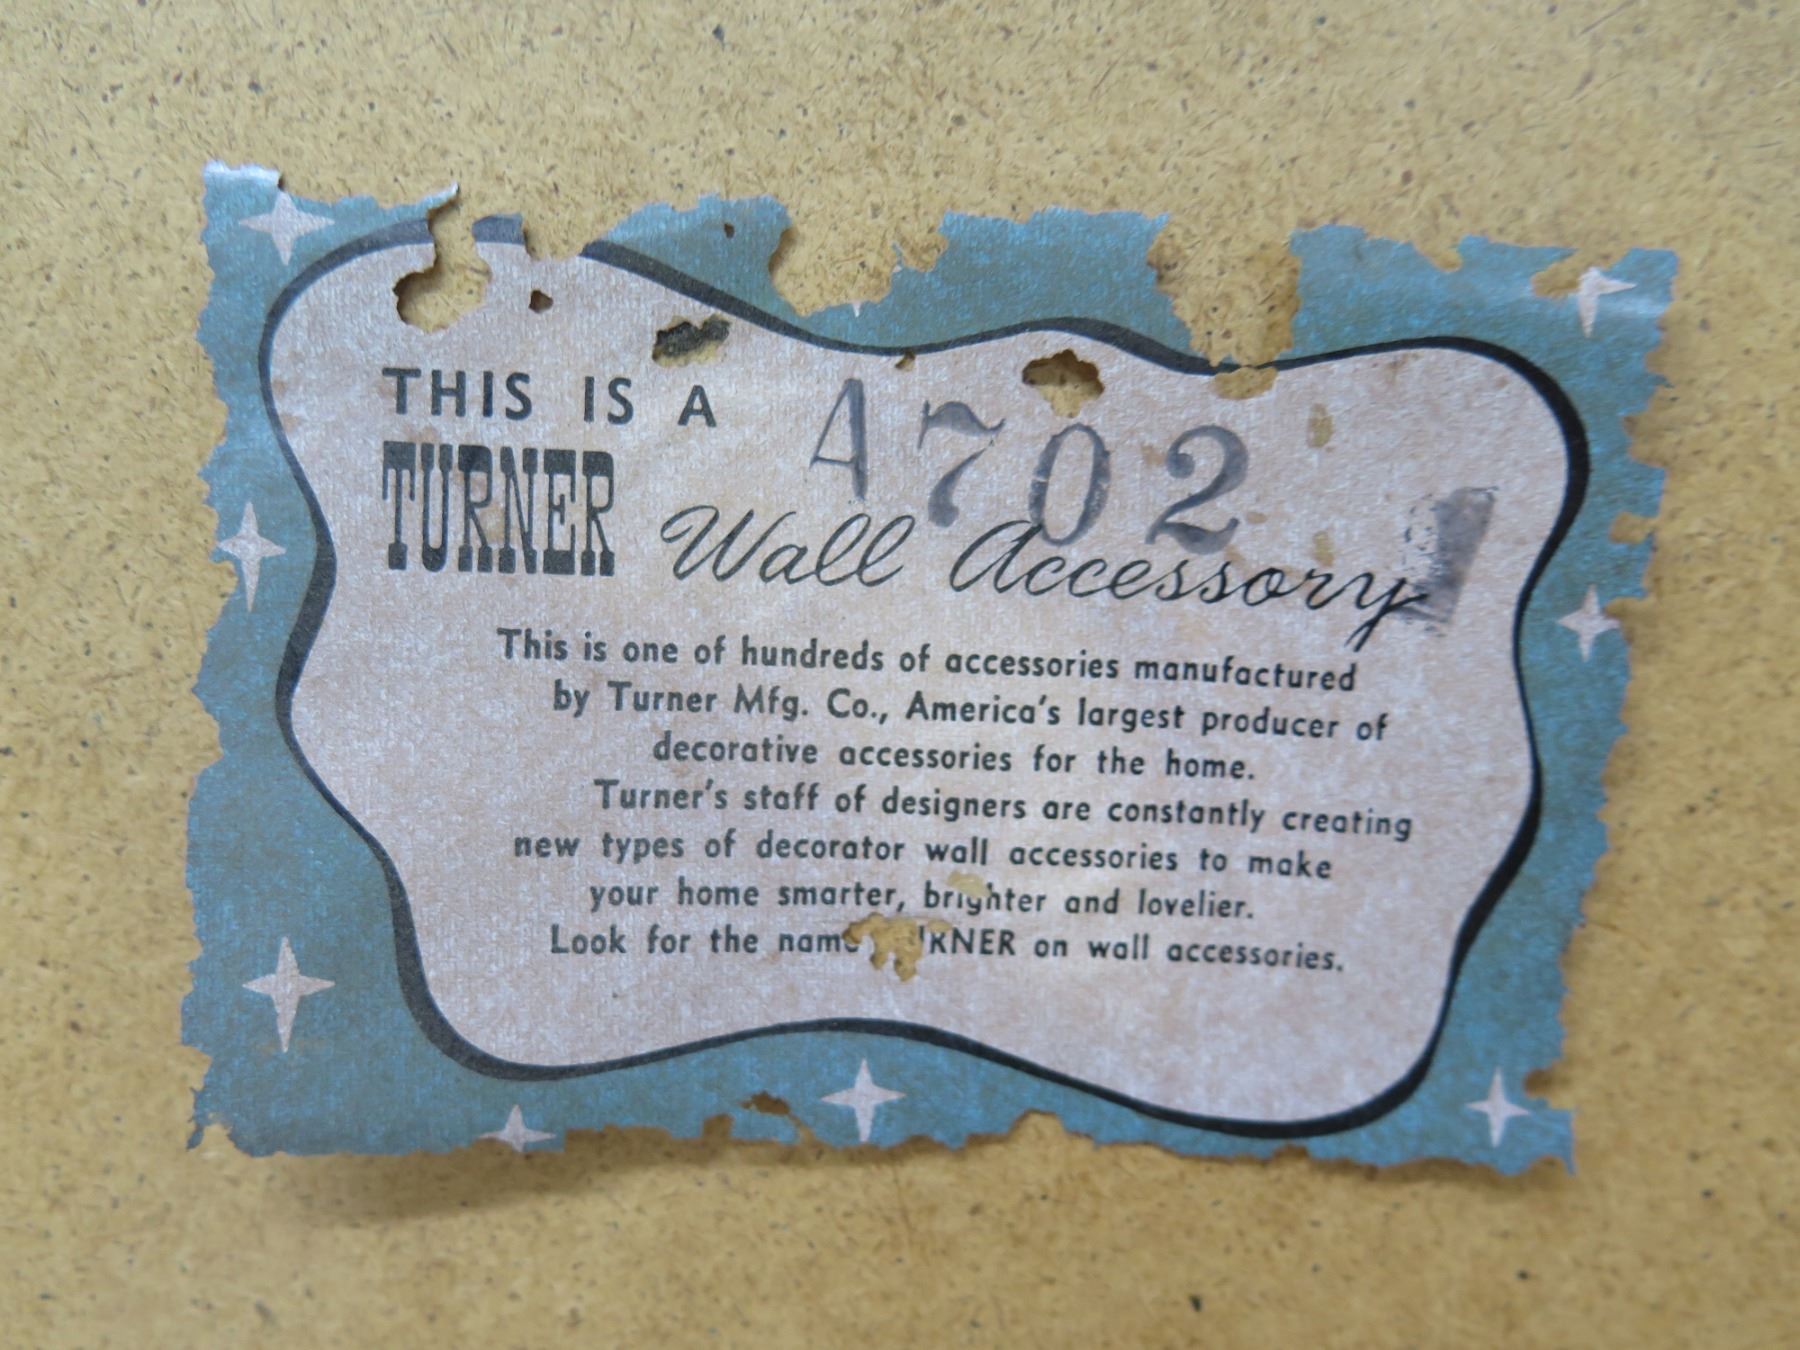 THIS IS A
A702
TURNER Wall Accessory
This is one of hundreds of accessories manufactured
by Turner Mfg. Co., America's largest producer of
decorative accessories for the home.
Turner's staff of designers are constantly creating
new types of decorator wall accessories to make
your home smarter, brighter and lovelier.
Look for the name TURNER on wall accessories.